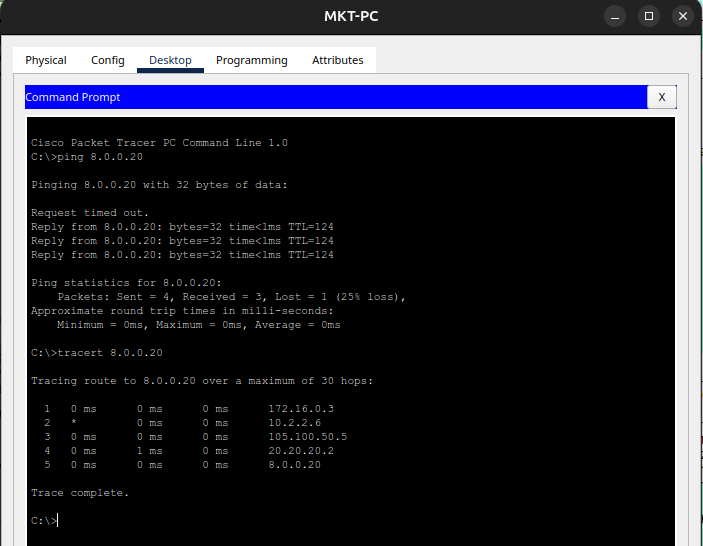 MKT-PC
Physical Config Desktop Programming Attributes
Command Prompt X
Cisco Packet Tracer PC Command Line 1.0
C:\>ping 8.0.0.20
Pinging 8.0.0.20 with 32 bytes of data:
Request timed out.
Reply from 8.0.0.20: bytes=32 time<1ms TTL=124
Reply from 8.0.0.20: bytes=32 time<1ms TTL=124
Reply from 8.0.0.20: bytes=32 time<1ms TTL=124
Ping statistics for 8.0.0.20:
    Packets: Sent = 4, Received = 3, Lost = 1 (25% loss),
Approximate round trip times in milli-seconds:
    Minimum = 0ms, Maximum = 0ms, Average = 0ms
C:\>tracert 8.0.0.20
Tracing route to 8.0.0.20 over a maximum of 30 hops:
  1   0 ms      0 ms      0 ms      172.16.0.3
  2   *         0 ms      0 ms      10.2.2.6
  3   0 ms      0 ms      0 ms      105.100.50.5
  4   0 ms      1 ms      0 ms      20.20.20.2
  5   0 ms      0 ms      0 ms      8.0.0.20
Trace complete.
C:\>